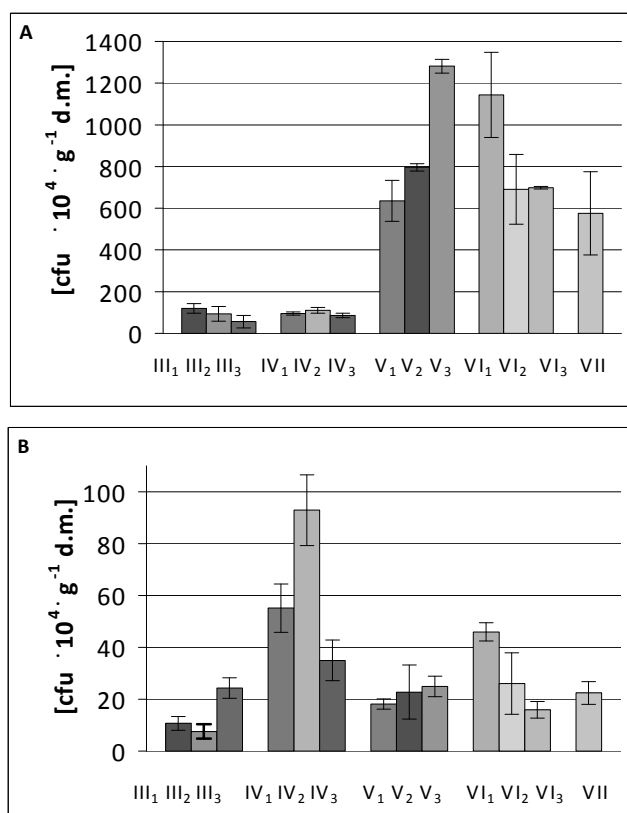 A
[cfu · 10⁴ · g⁻¹ d.m.]
1400
1200
1000
800
600
400
200
0
III₁ III₂ III₃ IV₁ IV₂ IV₃ V₁ V₂ V₃ VI₁ VI₂ VI₃ VII
B
[cfu · 10⁴ · g⁻¹ d.m.]
100
80
60
40
20
0
III₁ III₂ III₃ IV₁ IV₂ IV₃ V₁ V₂ V₃ VI₁ VI₂ VI₃ VII